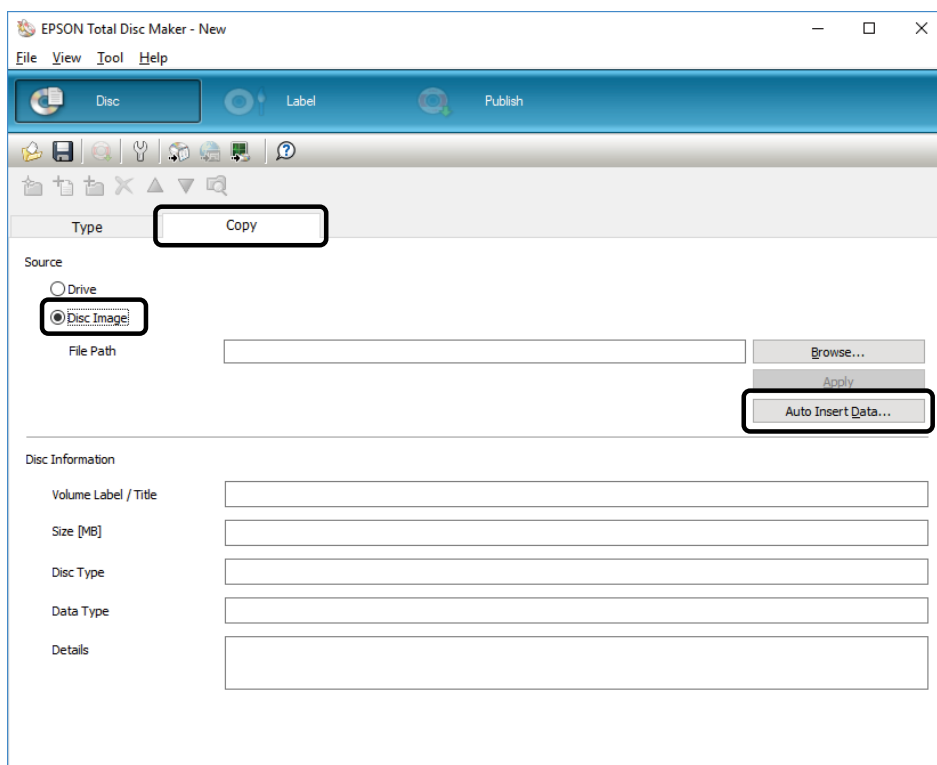 EPSON Total Disc Maker - New
File View Tool Help
Disc Label Publish
Type Copy
Source
Drive
Disc Image
File Path Browse...
Apply
Auto Insert Data...
Disc Information
Volume Label / Title
Size [MB]
Disc Type
Data Type
Details